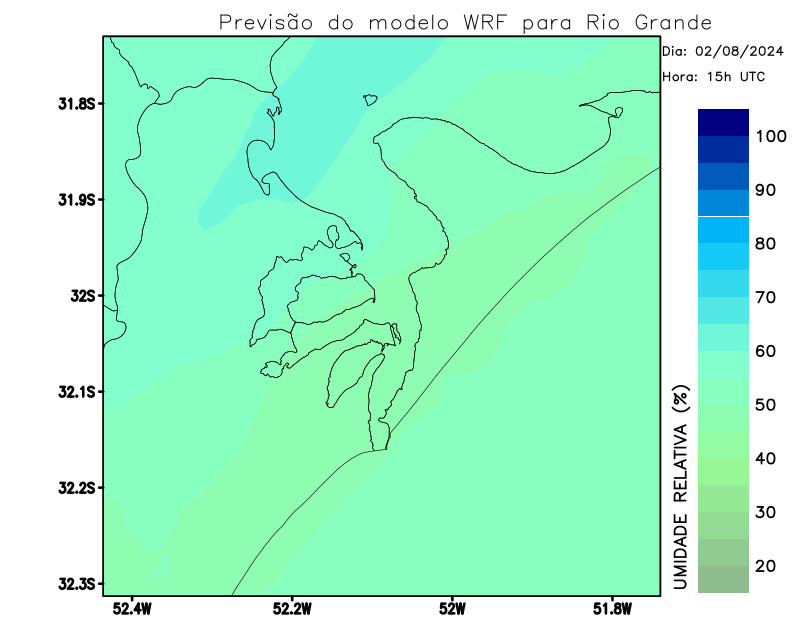 Previsão do modelo WRF para Rio Grande
Dia: 02/08/2024
Hora: 15h UTC
31.8S
31.9S
32S
32.1S
32.2S
32.3S
52.4W
52.2W
52W
51.8W
100
90
80
70
60
50
40
30
20
UMIDADE RELATIVA (%)